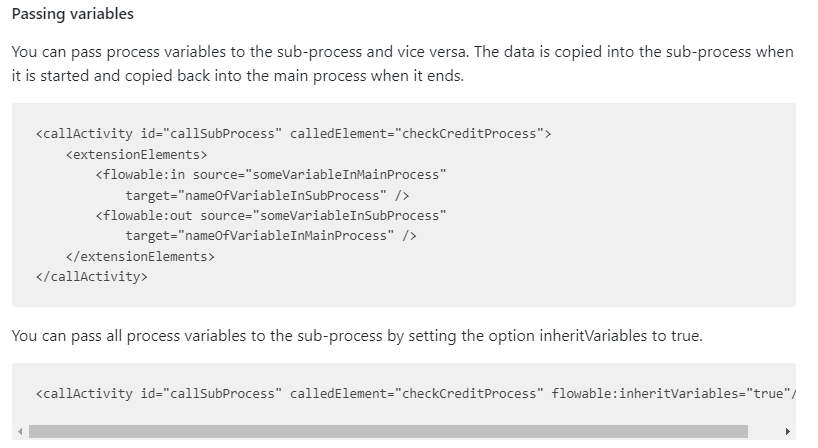 Passing variables
You can pass process variables to the sub-process and vice versa. The data is copied into the sub-process when
it is started and copied back into the main process when it ends.
<callActivity id="callSubProcess" calledElement="checkCreditProcess">
    <extensionElements>
        <flowable:in source="someVariableInMainProcess"
            target="nameOfVariableInSubProcess" />
        <flowable:out source="someVariableInSubProcess"
            target="nameOfVariableInMainProcess" />
    </extensionElements>
</callActivity>
You can pass all process variables to the sub-process by setting the option inheritVariables to true.
<callActivity id="callSubProcess" calledElement="checkCreditProcess" flowable:inheritVariables="true"/